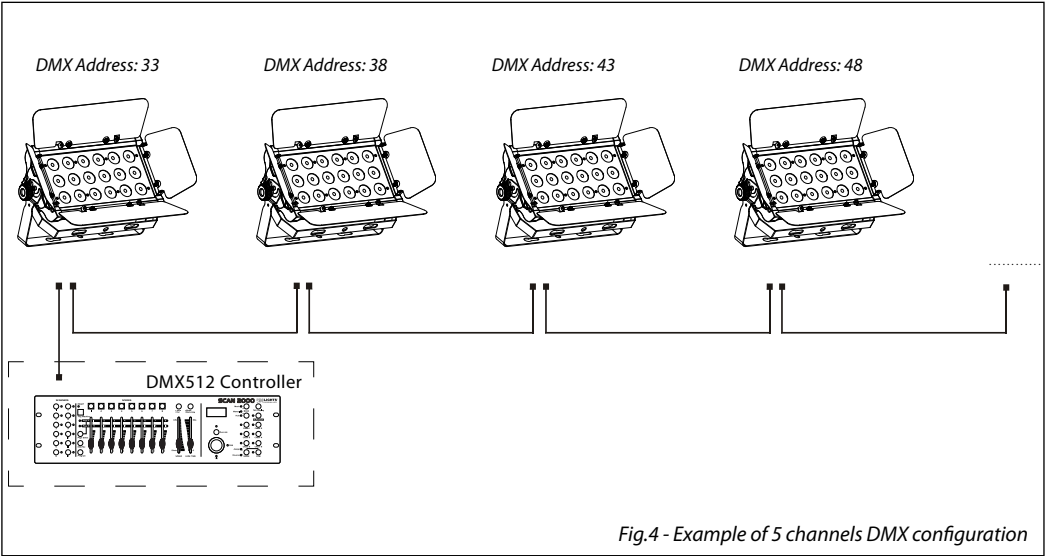 DMX Address: 33
DMX Address: 38
DMX Address: 43
DMX Address: 48
DMX512 Controller
SCAN 2000
LIGHTS
Fig.4 - Example of 5 channels DMX configuration